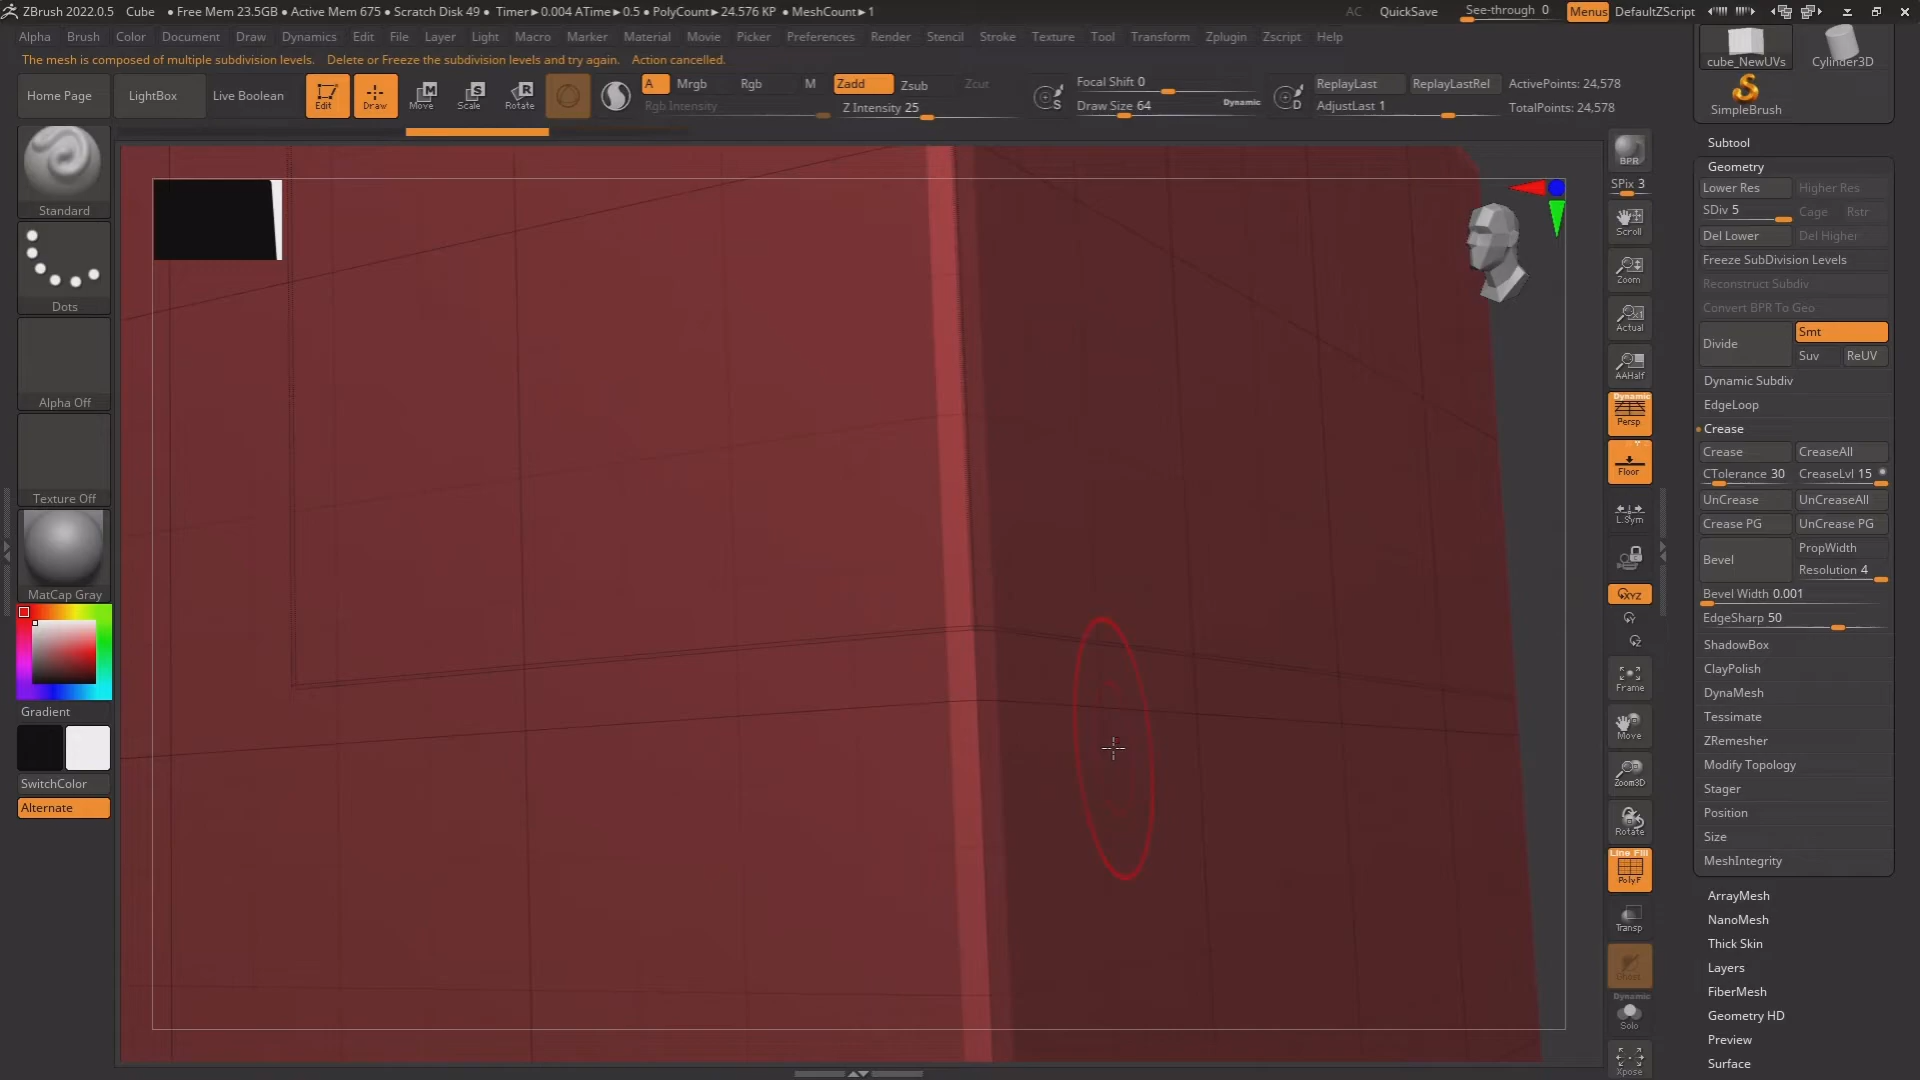 ZBrush 2022.0.5 Cube • Free Mem 23.5GB • Active Mem 675 • Scratch Disk 49 • Timer▶0.004 ATime▶0.5 • PolyCount▶24.576 KP • MeshCount▶1 AC QuickSave See-through 0 Menus DefaultZScript
Alpha Brush Color Document Draw Dynamics Edit File Layer Light Macro Marker Material Movie Picker Preferences Render Stencil Stroke Texture Tool Transform Zplugin Zscript Help
The mesh is composed of multiple subdivision levels. Delete or Freeze the subdivision levels and try again. Action cancelled.
Home Page LightBox Live Boolean Edit Draw Move Scale Rotate
A Mrgb Rgb M Zadd Zsub Zcut
Rgb Intensity Z Intensity 25
S Focal Shift 0
Draw Size 64 Dynamic
D ReplayLast ReplayLastRel ActivePoints: 24,578
AdjustLast 1 TotalPoints: 24,578
Standard
Dots
Alpha Off
Texture Off
MatCap Gray
Gradient
SwitchColor
Alternate
BPR
SPix 3
Scroll
Zoom
Actual
AAHalf
Dynamic
Persp
Floor
L.Sym
XYZ
Frame
Move
Zoom3D
Rotate
Line Fill
PolyF
Transp
Ghost
Dynamic
Solo
Xpose
cube_NewUVs Cylinder3D
SimpleBrush
Subtool
Geometry
Lower Res Higher Res
SDiv 5 Cage Rstr
Del Lower Del Higher
Freeze SubDivision Levels
Reconstruct Subdiv
Convert BPR To Geo
Divide Smt
Suv ReUV
Dynamic Subdiv
EdgeLoop
Crease
Crease CreaseAll
CTolerance 30 CreaseLvl 15
UnCrease UnCreaseAll
Crease PG UnCrease PG
Bevel PropWidth
Resolution 4
Bevel Width 0.001
EdgeSharp 50
ShadowBox
ClayPolish
DynaMesh
Tessimate
ZRemesher
Modify Topology
Stager
Position
Size
MeshIntegrity
ArrayMesh
NanoMesh
Thick Skin
Layers
FiberMesh
Geometry HD
Preview
Surface